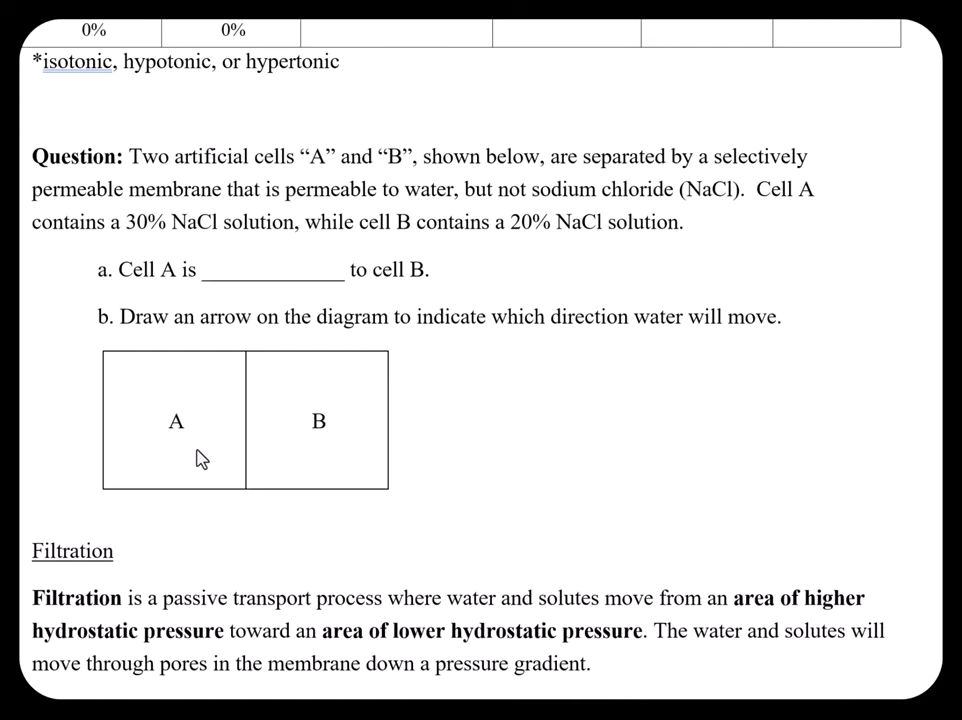 0% 0%
*isotonic, hypotonic, or hypertonic
Question: Two artificial cells “A” and “B”, shown below, are separated by a selectively
permeable membrane that is permeable to water, but not sodium chloride (NaCl). Cell A
contains a 30% NaCl solution, while cell B contains a 20% NaCl solution.
a. Cell A is _____________ to cell B.
b. Draw an arrow on the diagram to indicate which direction water will move.
A B
Filtration
Filtration is a passive transport process where water and solutes move from an area of higher
hydrostatic pressure toward an area of lower hydrostatic pressure. The water and solutes will
move through pores in the membrane down a pressure gradient.